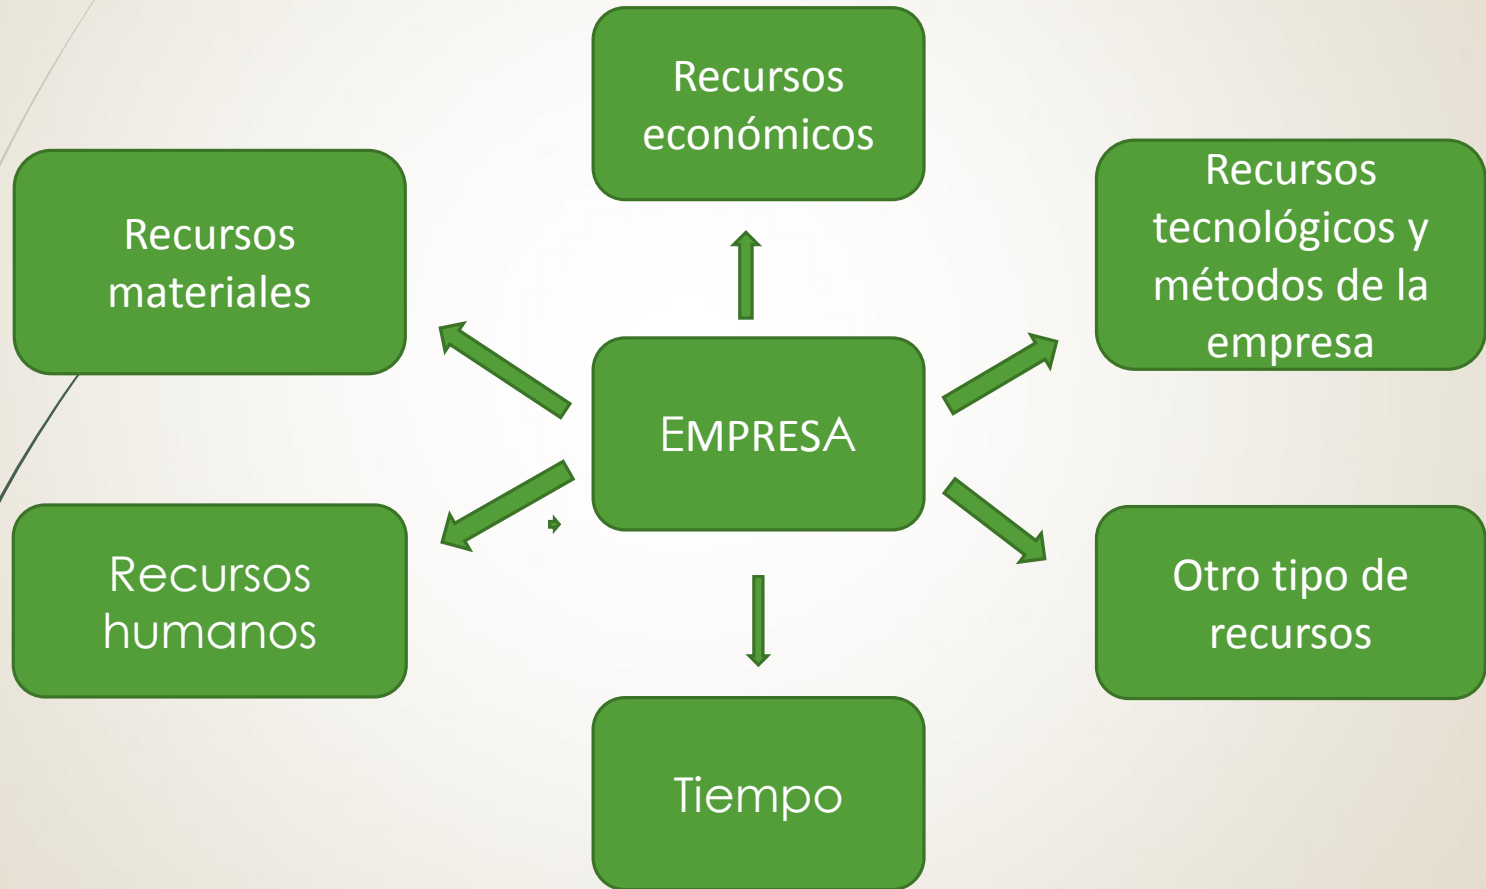 Recursos
económicos
Recursos
materiales
Recursos
tecnológicos y
métodos de la
empresa
EMPRESA
Recursos
humanos
Otro tipo de
recursos
Tiempo